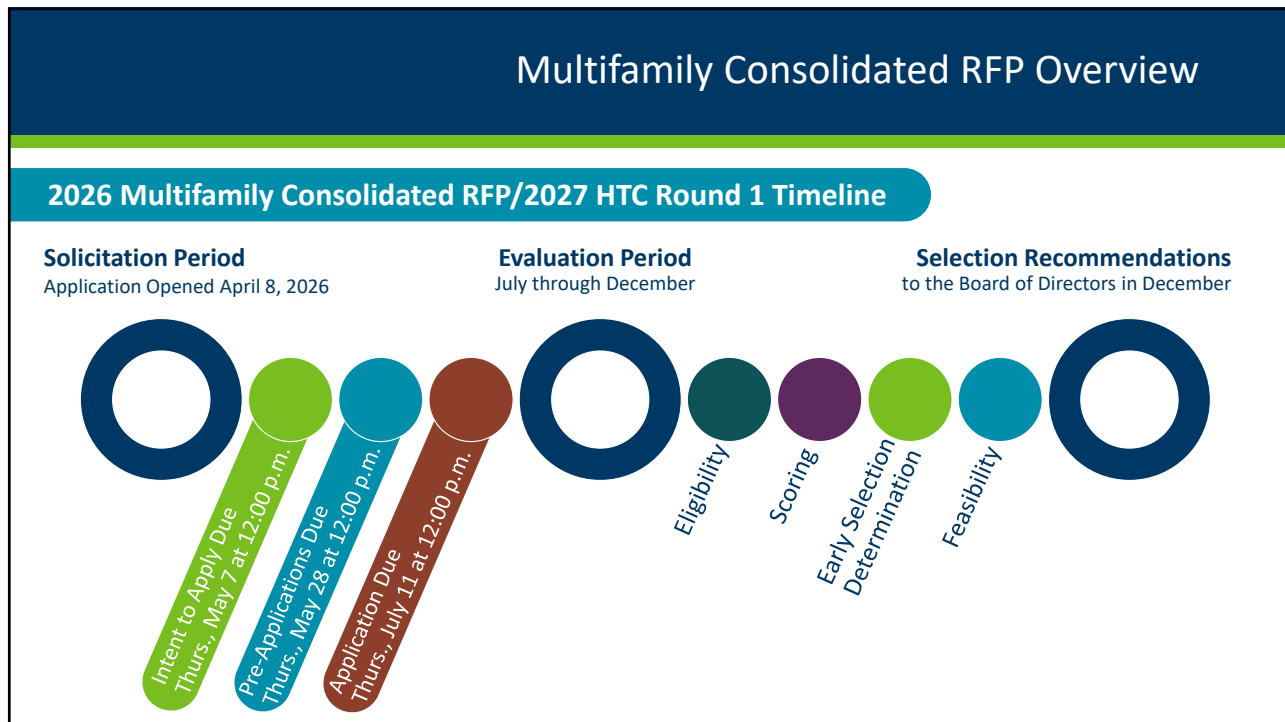 Multifamily Consolidated RFP Overview
2026 Multifamily Consolidated RFP/2027 HTC Round 1 Timeline
Solicitation Period
Application Opened April 8, 2026
Evaluation Period
July through December
Selection Recommendations
to the Board of Directors in December
Intent to Apply Due
Thurs., May 7 at 12:00 p.m.
Pre-Applications Due
Thurs., May 28 at 12:00 p.m.
Application Due
Thurs., July 11 at 12:00 p.m.
Eligibility
Scoring
Early Selection
Determination
Feasibility